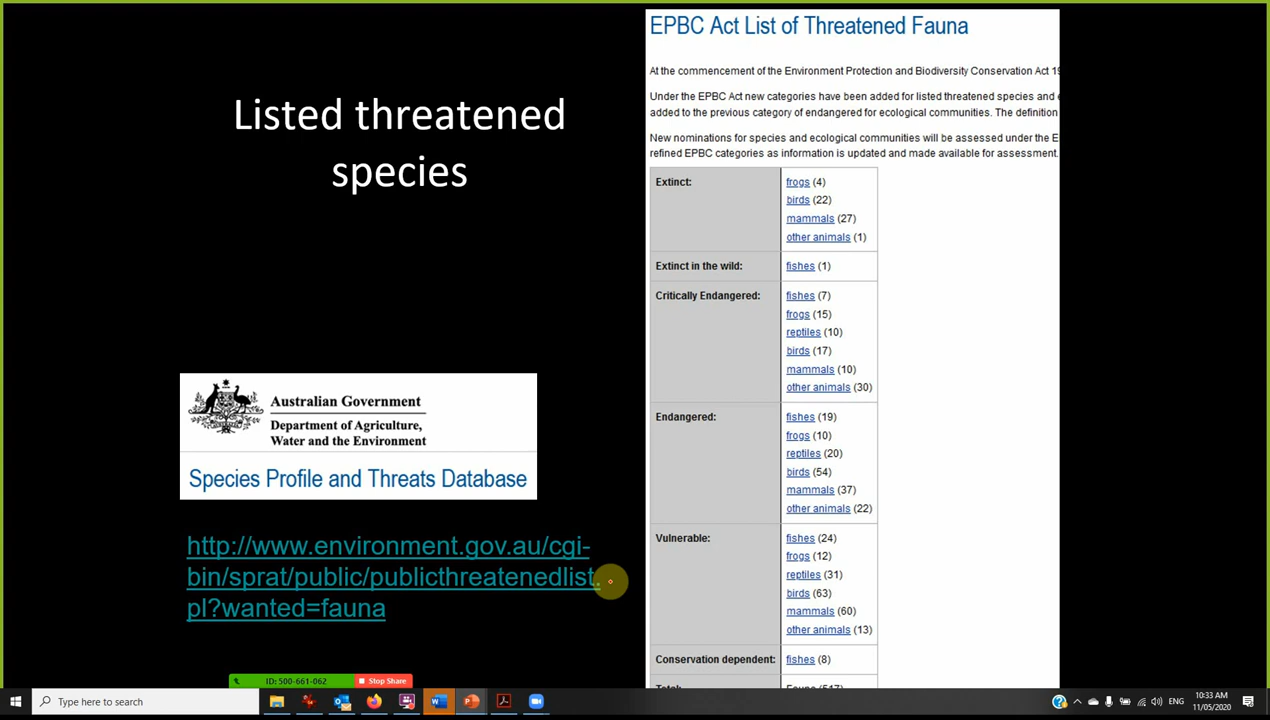 Listed threatened
species
Australian Government
Department of Agriculture,
Water and the Environment
Species Profile and Threats Database
http://www.environment.gov.au/cgi-
bin/sprat/public/publicthreatenedlist.
pl?wanted=fauna
EPBC Act List of Threatened Fauna
At the commencement of the Environment Protection and Biodiversity Conservation Act 19
Under the EPBC Act new categories have been added for listed threatened species and e
added to the previous category of endangered for ecological communities. The definition
New nominations for species and ecological communities will be assessed under the E
refined EPBC categories as information is updated and made available for assessment.
Extinct: frogs (4)
birds (22)
mammals (27)
other animals (1)
Extinct in the wild: fishes (1)
Critically Endangered: fishes (7)
frogs (15)
reptiles (10)
birds (17)
mammals (10)
other animals (30)
Endangered: fishes (19)
frogs (10)
reptiles (20)
birds (54)
mammals (37)
other animals (22)
Vulnerable: fishes (24)
frogs (12)
reptiles (31)
birds (63)
mammals (60)
other animals (13)
Conservation dependent: fishes (8)
ID: 500-661-062 Stop Share
Type here to search
ENG
10:33 AM
11/05/2020